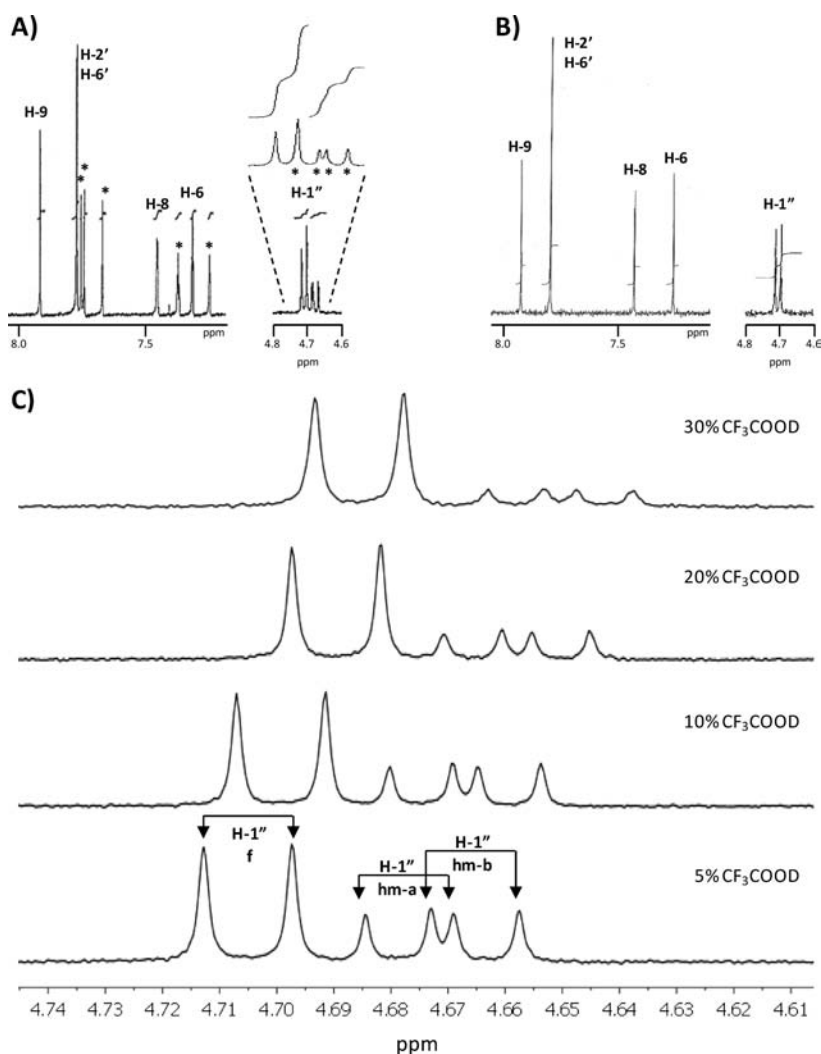 A)
H-2'
H-6'
H-9
*
*
*
H-8
H-6
*
*
* * * *
H-1"
8.0 7.5 ppm
4.8 4.7 4.6
ppm
B)
H-2'
H-6'
H-9
H-8
H-6
H-1"
8.0 7.5 ppm
4.8 4.7 4.6
ppm
C)
30% CF3COOD
20% CF3COOD
10% CF3COOD
H-1"
f
H-1"
hm-a
H-1"
hm-b
5% CF3COOD
4.74 4.73 4.72 4.71 4.70 4.69 4.68 4.67 4.66 4.65 4.64 4.63 4.62 4.61
ppm